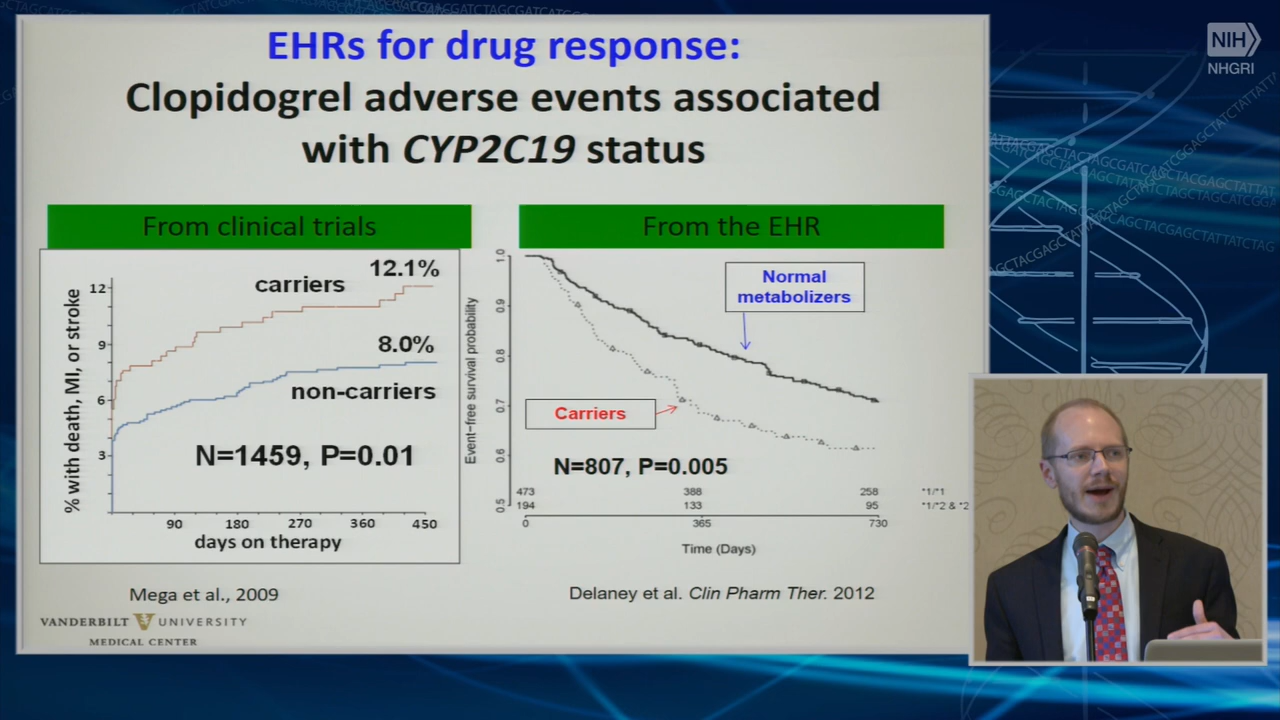 EHRs for drug response:
Clopidogrel adverse events associated
with CYP2C19 status
NIH
NHGRI
From clinical trials
% with death, MI, or stroke
12
9
6
3
carriers
12.1%
8.0%
non-carriers
N=1459, P=0.01
90 180 270 360 450
days on therapy
Mega et al., 2009
From the EHR
Event-free survival probability
1.0
0.9
0.8
0.7
0.6
0.5
Normal
metabolizers
Carriers
N=807, P=0.005
473 388 258 *1/*1
194 133 95 *1/*2 & *2
0 365 730
Time (Days)
Delaney et al. Clin Pharm Ther. 2012
VANDERBILT UNIVERSITY
MEDICAL CENTER